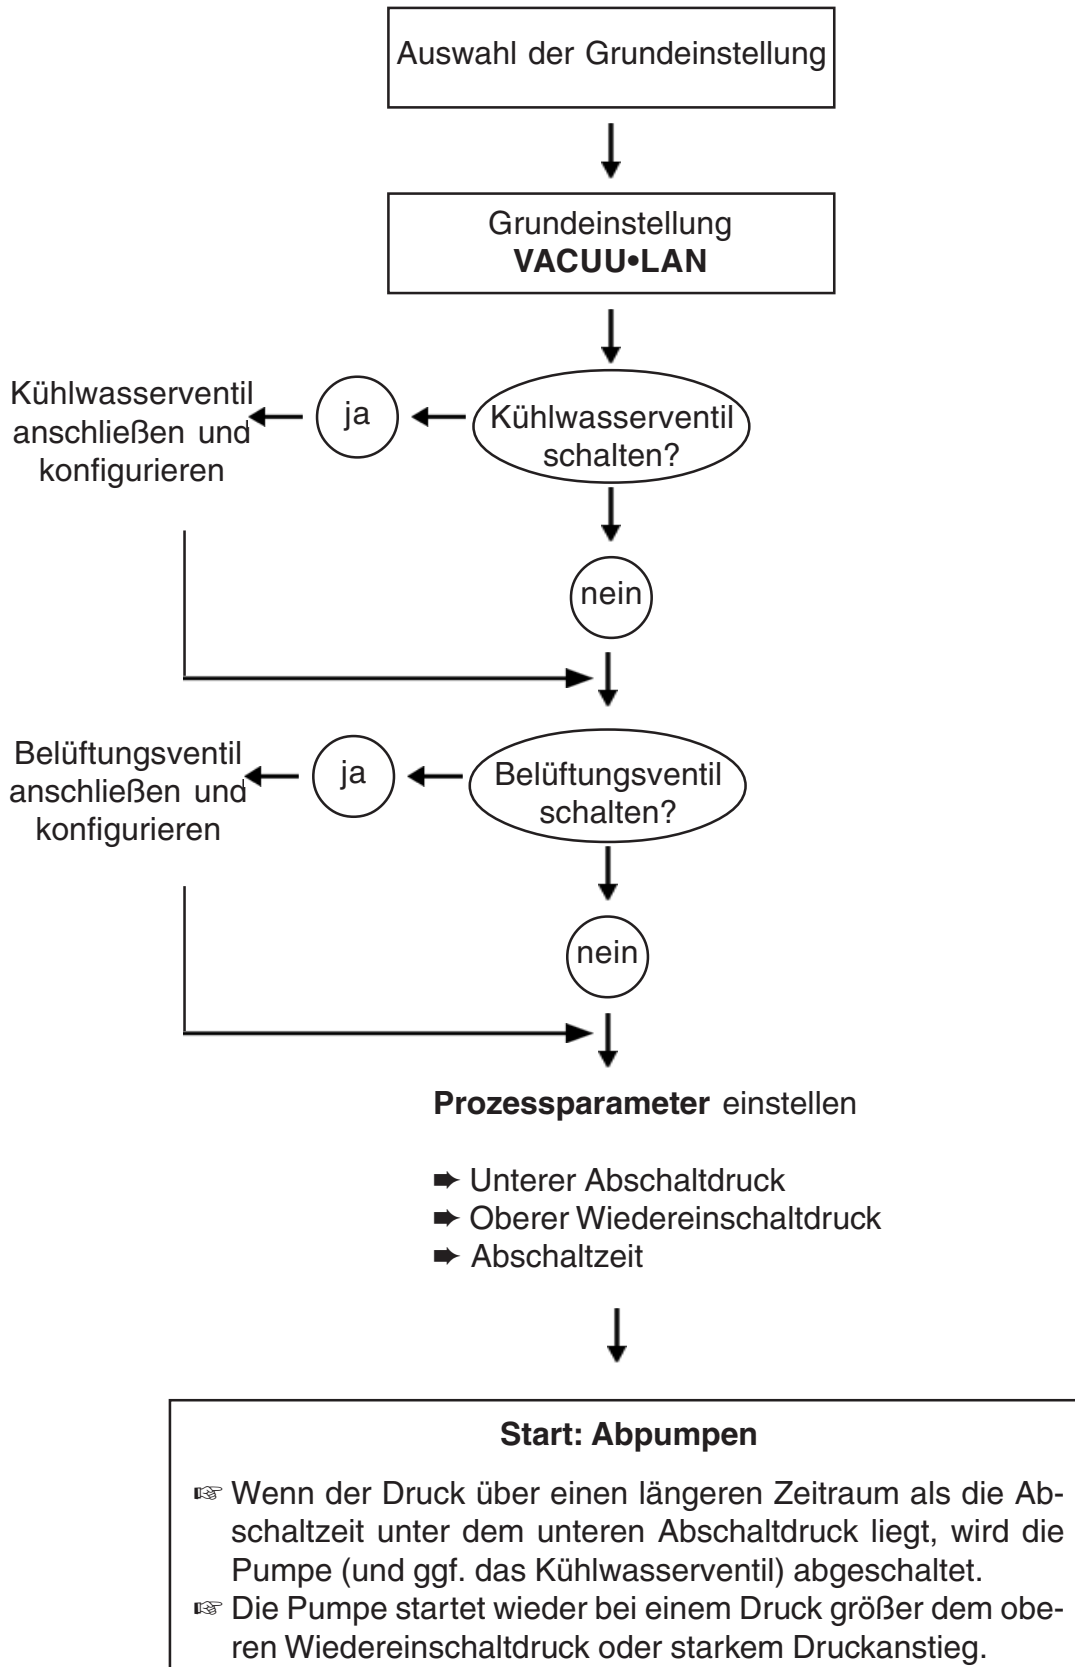 Auswahl der Grundeinstellung
Grundeinstellung
VACUU•LAN
Kühlwasserventil
schalten?
ja
Kühlwasserventil
anschließen und
konfigurieren
nein
Belüftungsventil
schalten?
ja
Belüftungsventil
anschließen und
konfigurieren
nein
Prozessparameter einstellen
➨ Unterer Abschaltdruck
➨ Oberer Wiedereinschaltdruck
➨ Abschaltzeit
Start: Abpumpen
☞ Wenn der Druck über einen längeren Zeitraum als die Ab-
schaltzeit unter dem unteren Abschaltdruck liegt, wird die
Pumpe (und ggf. das Kühlwasserventil) abgeschaltet.
☞ Die Pumpe startet wieder bei einem Druck größer dem obe-
ren Wiedereinschaltdruck oder starkem Druckanstieg.